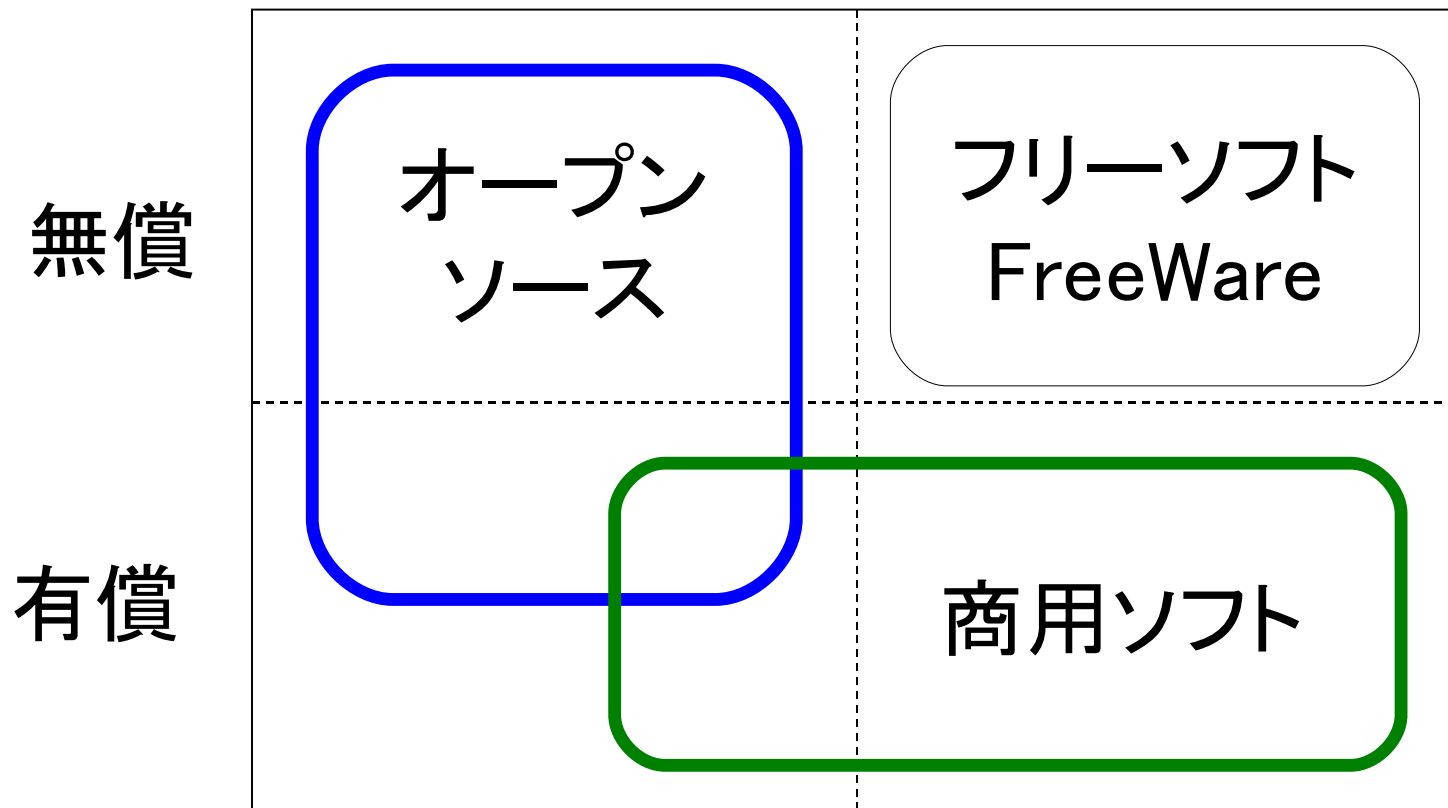 無償
オープン
ソース
フリーソフト
FreeWare
有償
商用ソフト